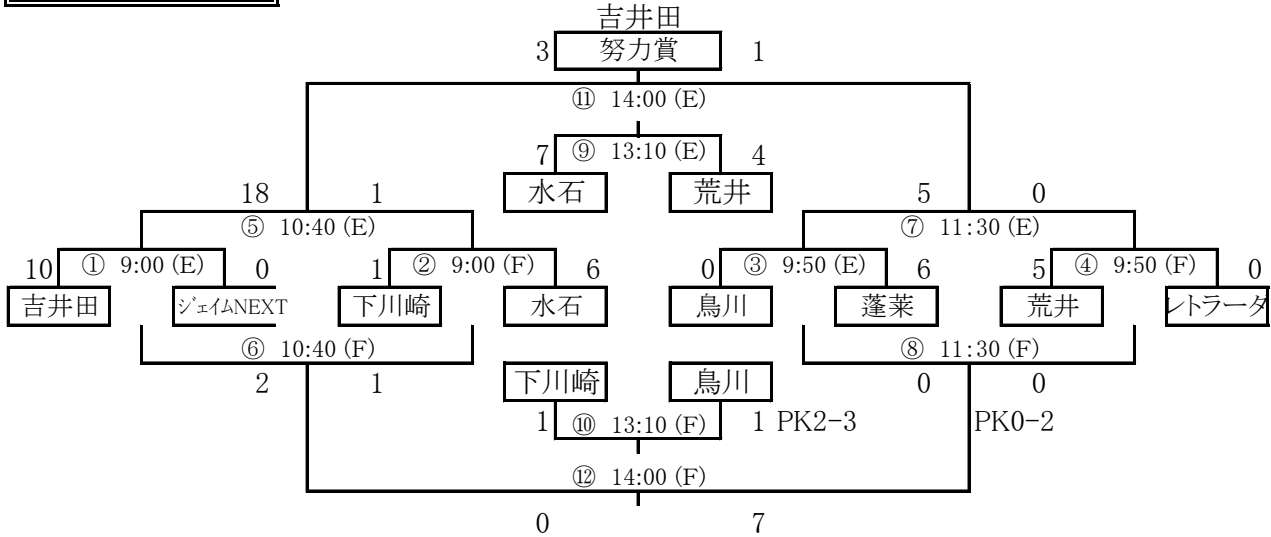 吉井田
3 努力賞 1
⑪ 14:00 (E)
7 ⑨ 13:10 (E) 4
水石 荒井
18 1 5 0
⑤ 10:40 (E) ⑦ 11:30 (E)
10 ① 9:00 (E) 0 1 ② 9:00 (F) 6 0 ③ 9:50 (E) 6 5 ④ 9:50 (F) 0
吉井田 ジェイムNEXT 下川崎 水石 鳥川 蓬莱 荒井 レトラータ
⑥ 10:40 (F) ⑧ 11:30 (F)
2 1 下川崎 鳥川 0 0
1 ⑩ 13:10 (F) 1 PK2-3 PK0-2
⑫ 14:00 (F)
0 7